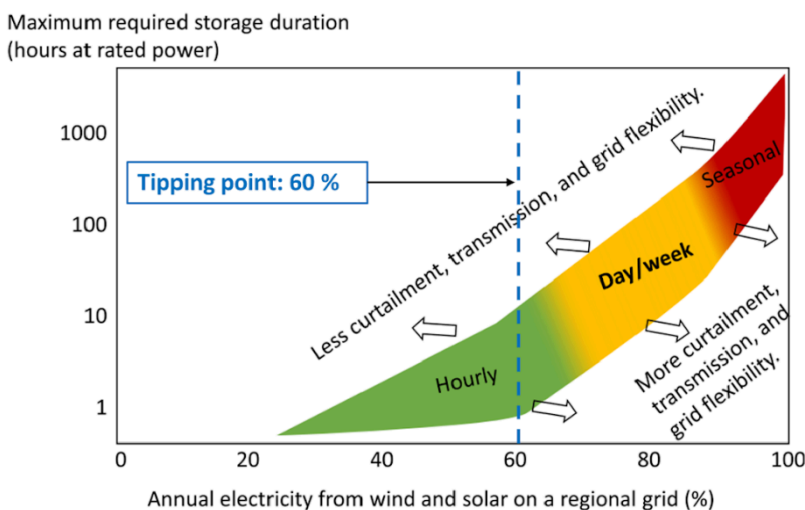 Maximum required storage duration
(hours at rated power)
1000
100
10
1
Tipping point: 60 %
Less curtailment, transmission, and grid flexibility.
Seasonal
Day/week
Hourly
More curtailment,
transmission, and
grid flexibility.
0 20 40 60 80 100
Annual electricity from wind and solar on a regional grid (%)